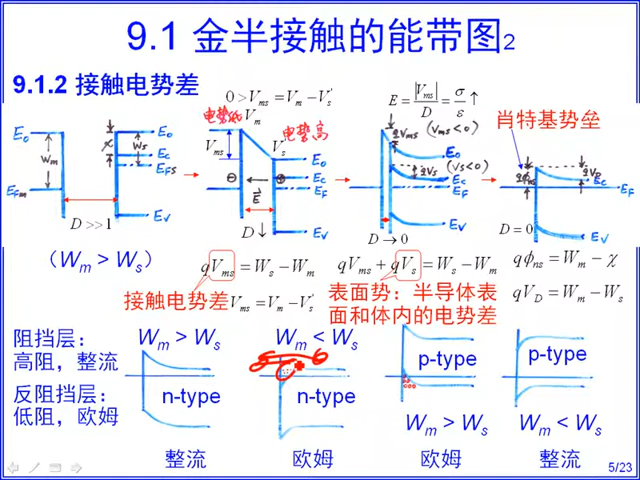 9.1 金半接触的能带图2
9.1.2 接触电势差
0 > Vms = Vm − Vs'
E = |Vms| / D = σ / ε ↑
电势低 Vm
电势高 Vs'
肖特基势垒
E0 Wm EFm
χ Ws E0 Ec EFS EV
D >> 1
Vms E Ec EF EV
D ↓
qVms (Vms<0) E0 qVs (Vs<0) Ec EF EV
D → 0
qϕns qVD Ec EF EV
D = 0
(Wm > Ws)
qVms = Ws − Wm
qVms + qVs = Ws − Wm
qϕns = Wm − χ
接触电势差 Vms = Vm − Vs'
表面势：半导体表
面和体内的电势差
qVD = Wm − Ws
阻挡层：
高阻，整流
反阻挡层：
低阻，欧姆
Wm > Ws
n-type
整流
Wm < Ws
n-type
欧姆
p-type
Wm > Ws
欧姆
p-type
Wm < Ws
整流
5/23